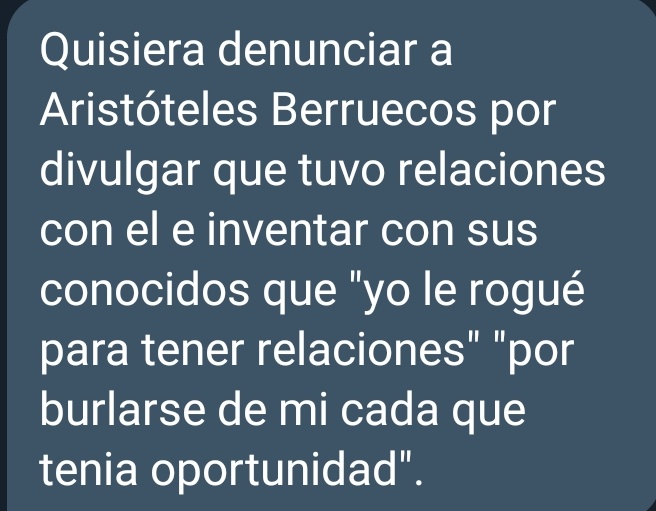 Quisiera denunciar a
Aristóteles Berruecos por
divulgar que tuvo relaciones
con el e inventar con sus
conocidos que "yo le rogué
para tener relaciones" "por
burlarse de mi cada que
tenia oportunidad".